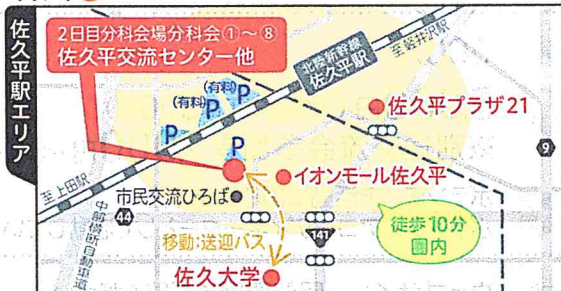 佐久平駅エリア
2日目分科会場分科会①〜⑧
佐久平交流センター他
北陸新幹線
佐久平駅
至軽井沢駅
(有料)
(有料)
P
P
P
P
佐久平プラザ21
9
イオンモール佐久平
至上田駅
市民交流ひろば
44
中部横断自動車道
141
徒歩10分
圏内
移動:送迎バス
佐久大学